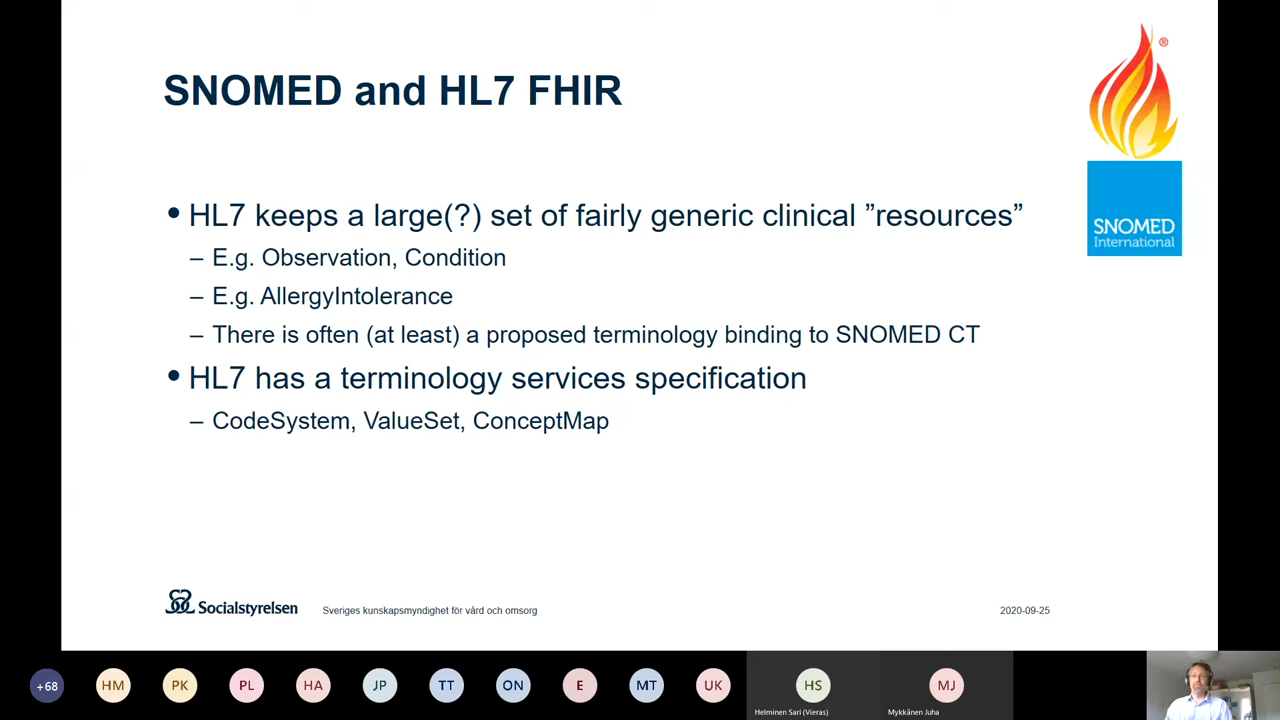 SNOMED and HL7 FHIR
®
SNOMED
International
• HL7 keeps a large(?) set of fairly generic clinical ”resources”
– E.g. Observation, Condition
– E.g. AllergyIntolerance
– There is often (at least) a proposed terminology binding to SNOMED CT
• HL7 has a terminology services specification
– CodeSystem, ValueSet, ConceptMap
Socialstyrelsen
Sveriges kunskapsmyndighet för vård och omsorg
2020-09-25
+68
HM
PK
PL
HA
JP
TT
ON
E
MT
UK
HS
Helminen Sari (Vieras)
MJ
Mykkänen Juha